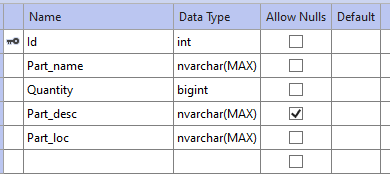 Name Data Type Allow Nulls Default
Id int
Part_name nvarchar(MAX)
Quantity bigint
Part_desc nvarchar(MAX)
Part_loc nvarchar(MAX)